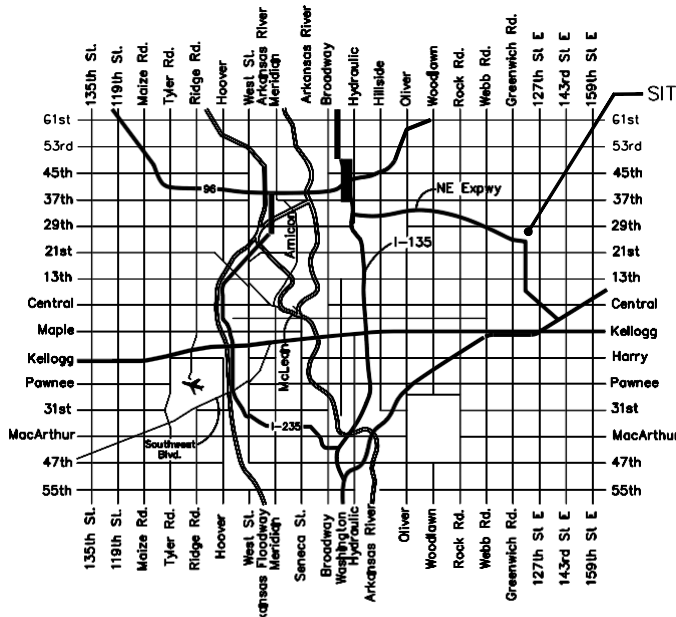 135th St.
119th St.
Maize Rd.
Tyler Rd.
Ridge Rd.
Hoover
West St.
Arkansas River
Meridian
Arkansas River
Broadway
Hydraulic
Hillside
Oliver
Woodlawn
Rock Rd.
Webb Rd.
Greenwich Rd.
127th St E
143rd St E
159th St E
SIT
61st
61st
53rd
53rd
45th
45th
96
NE Expwy
37th
37th
29th
29th
Amicon
I-135
21st
21st
13th
13th
Central
Central
Maple
Kellogg
McLean
Kellogg
Harry
Pawnee
Pawnee
31st
31st
MacArthur
Southwest
Blvd.
I-235
MacArthur
47th
47th
55th
55th
135th St.
119th St.
Maize Rd.
Tyler Rd.
Ridge Rd.
Hoover
West St.
Arkansas Floodway
Meridian
Seneca St.
Broadway
Washington
Hydraulic
Arkansas River
Oliver
Woodlawn
Rock Rd.
Webb Rd.
Greenwich Rd.
127th St E
143rd St E
159th St E